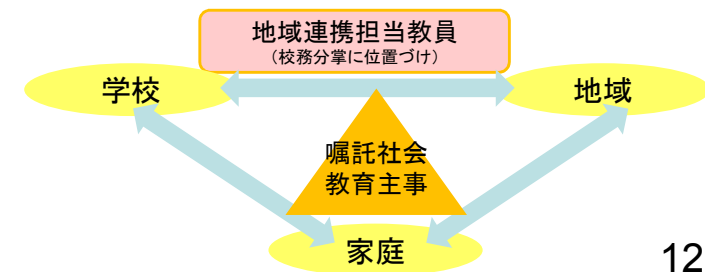 地域連携担当教員
(校務分掌に位置づけ)
学校
地域
嘱託社会
教育主事
家庭
12